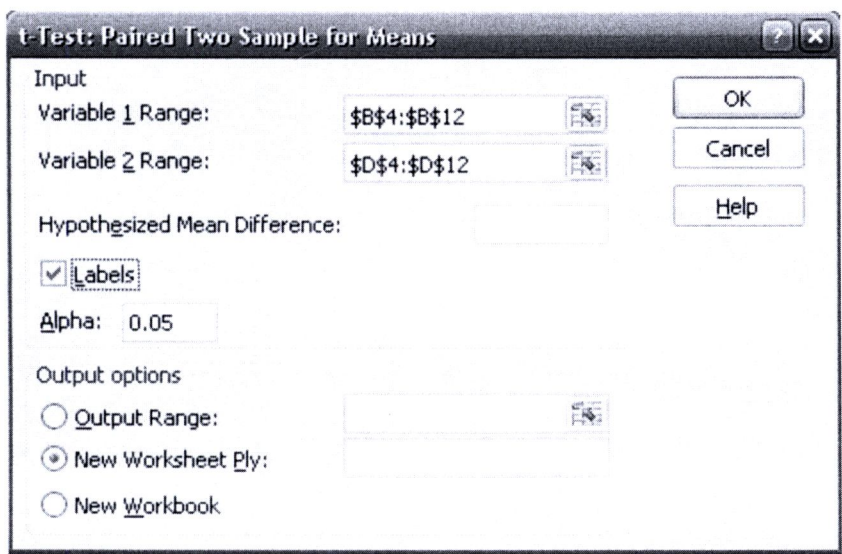 t-Test: Paired Two Sample for Means
Input
Variable 1 Range: $B$4:$B$12
OK
Variable 2 Range: $D$4:$D$12
Cancel
Hypothesized Mean Difference:
Help
Labels
Alpha: 0.05
Output options
Output Range:
New Worksheet Ply:
New Workbook